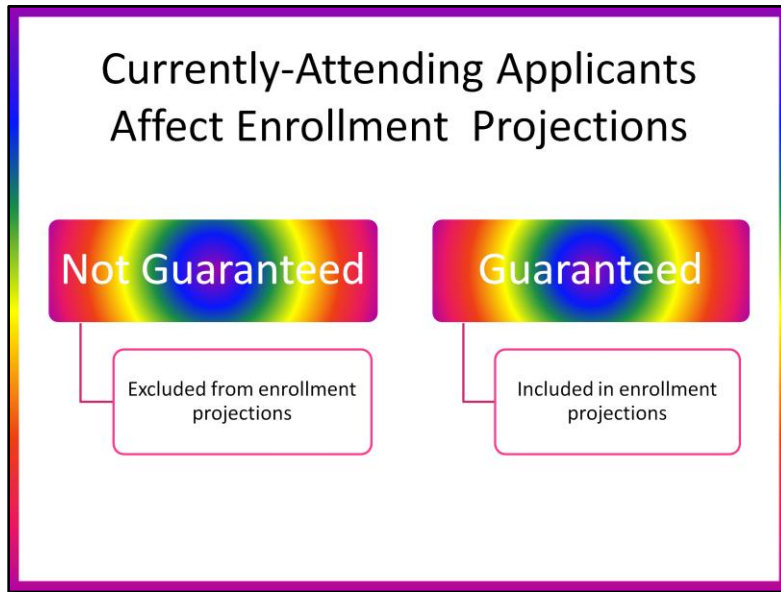 Currently-Attending Applicants
Affect Enrollment  Projections
Not Guaranteed
Excluded from enrollment
projections
Guaranteed
Included in enrollment
projections